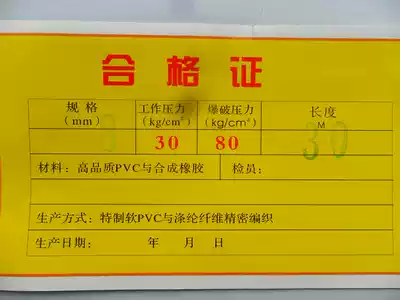 合格证
规格 工作压力 爆破压力 长度
(mm) (kg/cm²) (kg/cm²) M
30 80 30
材料：高品质PVC与合成橡胶 检员：
生产方式：特制软PVC与涤纶纤维精密编织
生产日期： 年 月 日